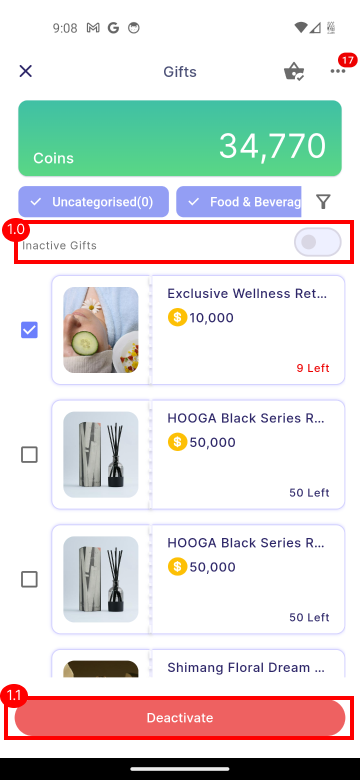 9:08
Gifts
17
Coins
34,770
Uncategorised(0)
Food & Beverag
1.0
Inactive Gifts
Exclusive Wellness Ret...
$ 10,000
9 Left
HOOGA Black Series R...
$ 50,000
50 Left
HOOGA Black Series R...
$ 50,000
50 Left
Shimang Floral Dream ...
1.1
Deactivate